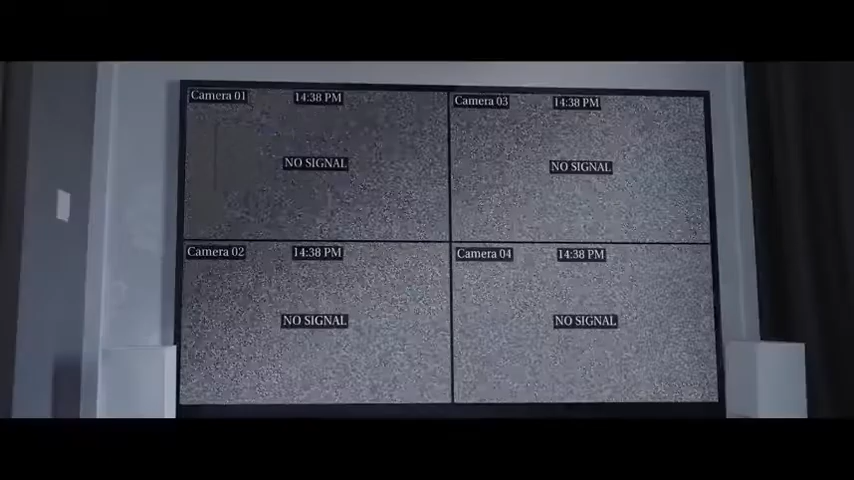 Camera 01 14:38 PM
NO SIGNAL
Camera 03 14:38 PM
NO SIGNAL
Camera 02 14:38 PM
NO SIGNAL
Camera 04 14:38 PM
NO SIGNAL